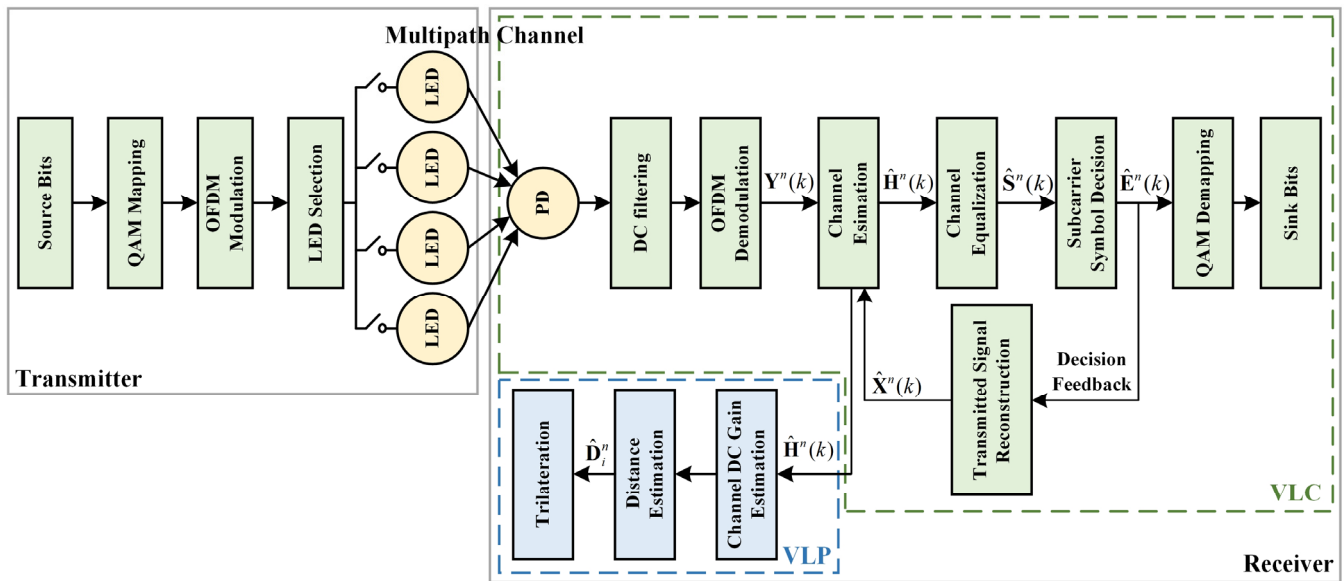 Multipath Channel
Source Bits
QAM Mapping
OFDM
Modulation
LED Selection
LED
LED
LED
LED
PD
DC filtering
OFDM
Demodulation
Y^n(k)
Channel
Esimation
Ĥ^n(k)
Channel
Equalization
Ŝ^n(k)
Subcarrier
Symbol Decision
Ê^n(k)
QAM Demapping
Sink Bits
Transmitter
Decision
Feedback
Transmitted Signal
Reconstruction
X̂^n(k)
Ĥ^n(k)
Channel DC Gain
Estimation
Distance
Estimation
D̂_i^n
Trilateration
VLP
VLC
Receiver